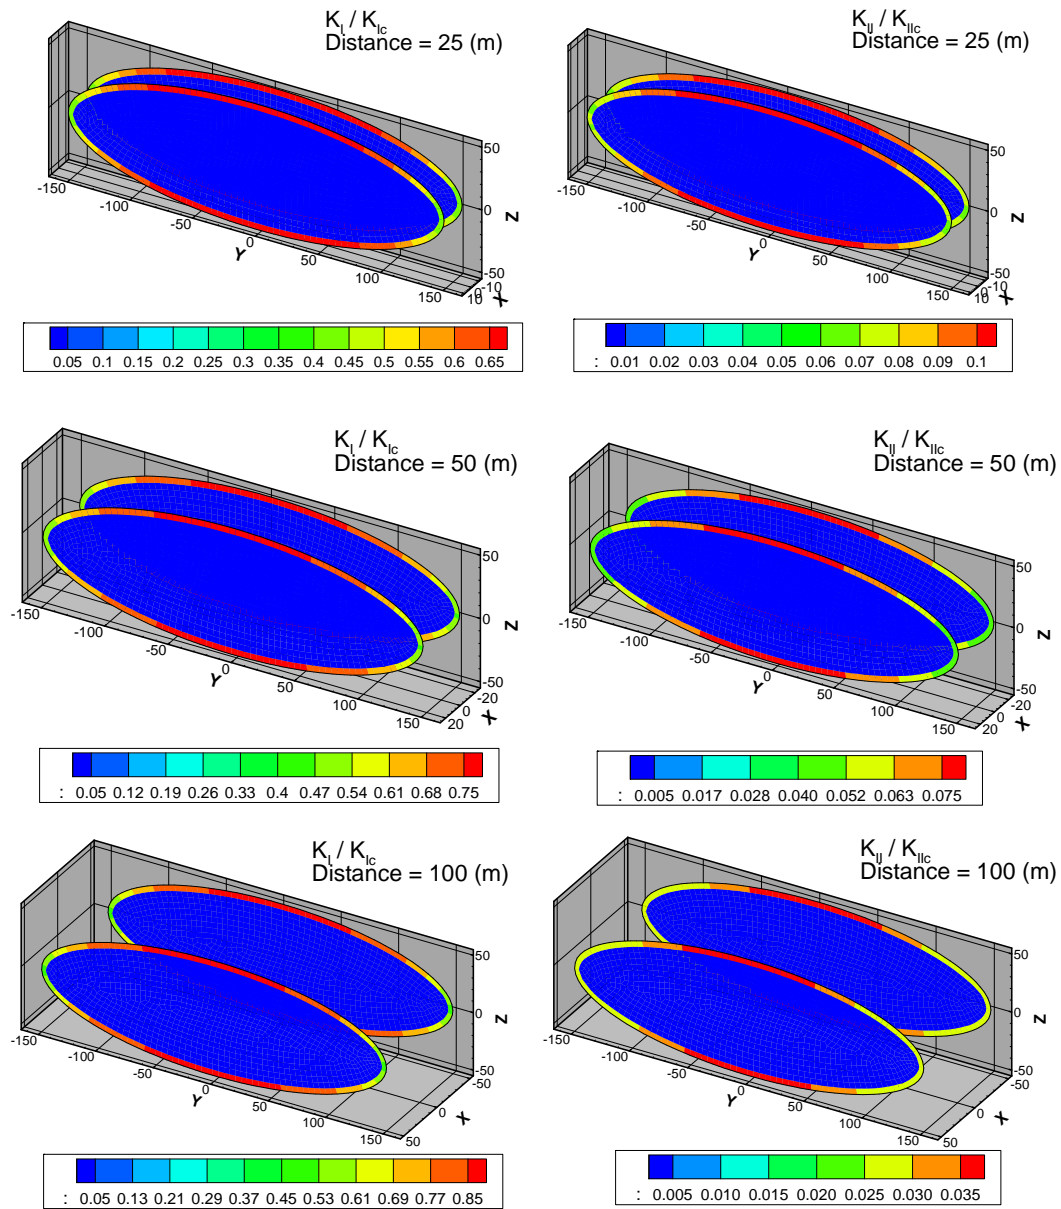 K_I / K_Ic
Distance = 25 (m)
50
0
-50
Z
-150
-100
-50
0
50
100
150
Y
-10
0
10
X
0.05 0.1 0.15 0.2 0.25 0.3 0.35 0.4 0.45 0.5 0.55 0.6 0.65
K_II / K_IIc
Distance = 25 (m)
50
0
-50
Z
-150
-100
-50
0
50
100
150
Y
-10
0
10
X
: 0.01 0.02 0.03 0.04 0.05 0.06 0.07 0.08 0.09 0.1
K_I / K_Ic
Distance = 50 (m)
50
0
-50
Z
-150
-100
-50
0
50
100
150
Y
-20
0
20
X
: 0.05 0.12 0.19 0.26 0.33 0.4 0.47 0.54 0.61 0.68 0.75
K_II / K_IIc
Distance = 50 (m)
50
0
-50
Z
-150
-100
-50
0
50
100
150
Y
-20
0
20
X
: 0.005 0.017 0.028 0.040 0.052 0.063 0.075
K_I / K_Ic
Distance = 100 (m)
50
0
-50
Z
-150
-100
-50
0
50
100
150
Y
-50
0
50
X
: 0.05 0.13 0.21 0.29 0.37 0.45 0.53 0.61 0.69 0.77 0.85
K_II / K_IIc
Distance = 100 (m)
50
0
-50
Z
-150
-100
-50
0
50
100
150
Y
-50
0
50
X
: 0.005 0.010 0.015 0.020 0.025 0.030 0.035